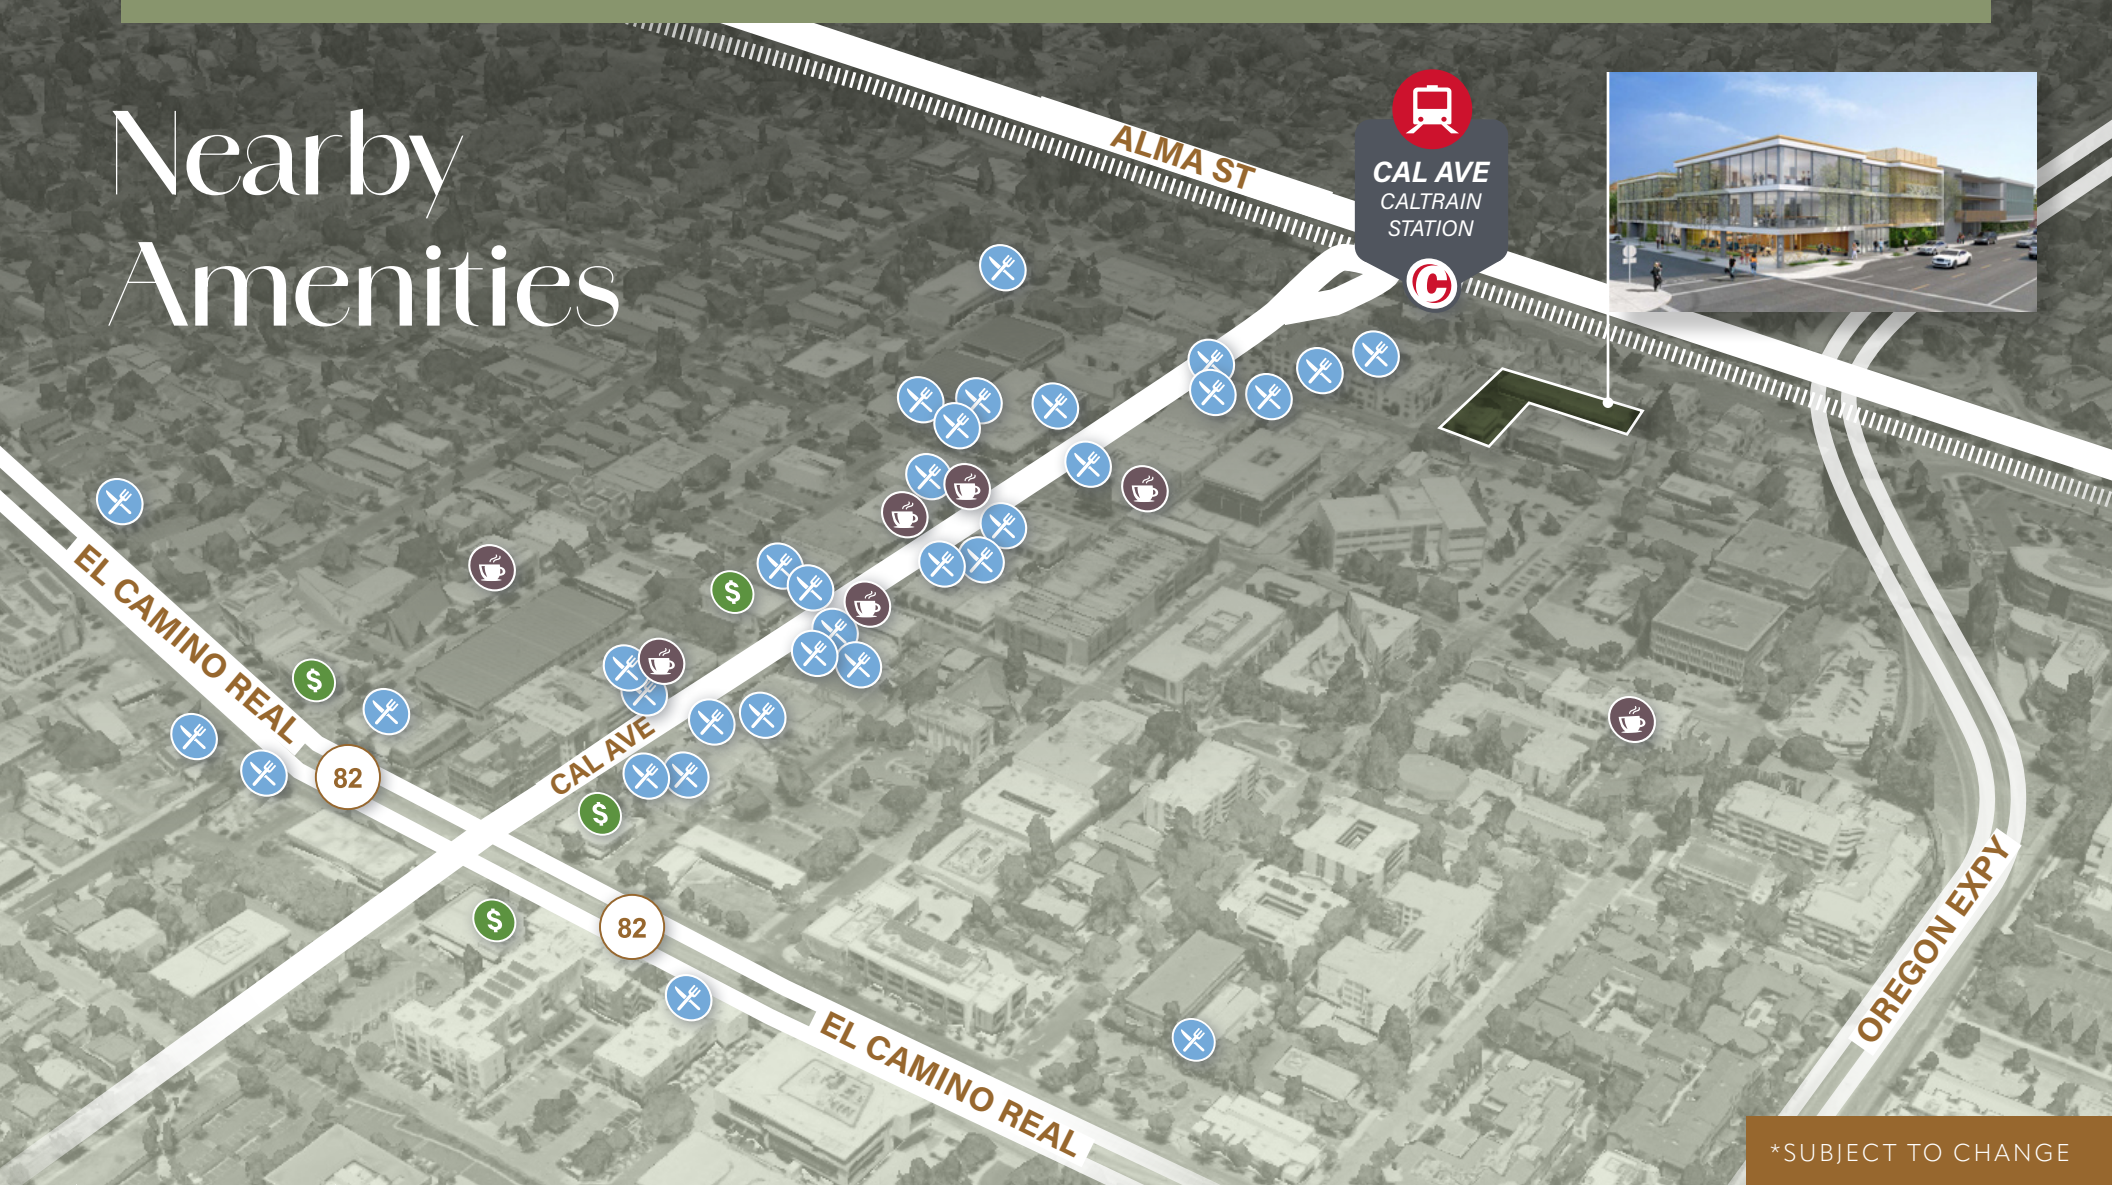 Nearby
Amenities
ALMA ST
CAL AVE
CALTRAIN
STATION
C
EL CAMINO REAL
82
CAL AVE
82
EL CAMINO REAL
OREGON EXPY
$
$
$
$
*SUBJECT TO CHANGE